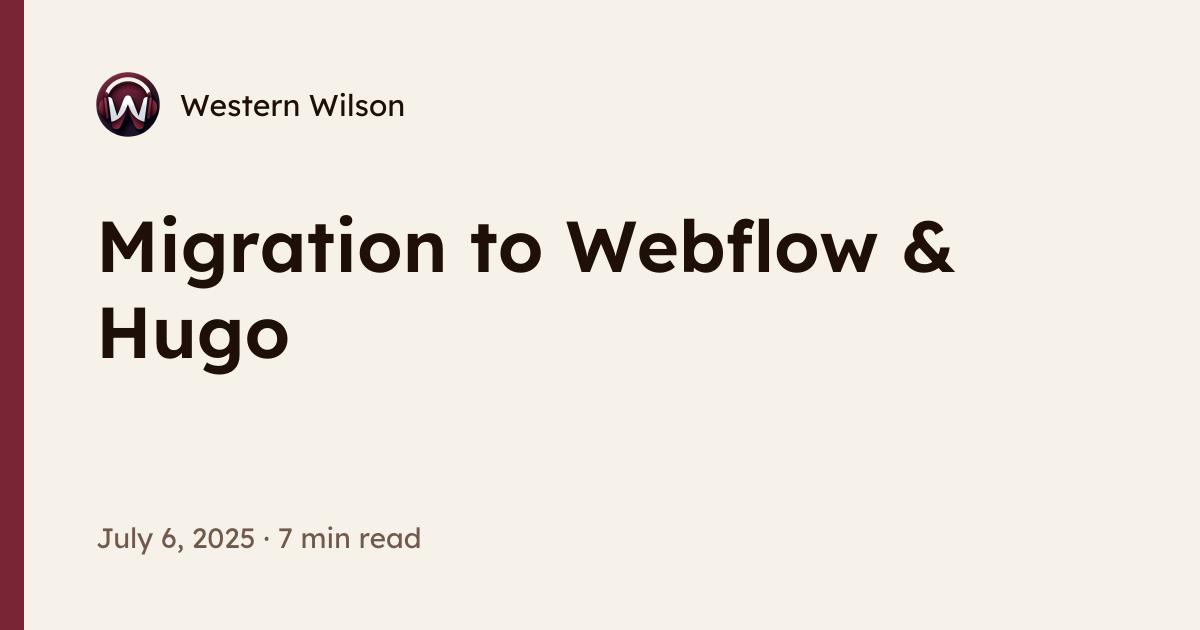 W
Western Wilson
Migration to Webflow &
Hugo
July 6, 2025 · 7 min read